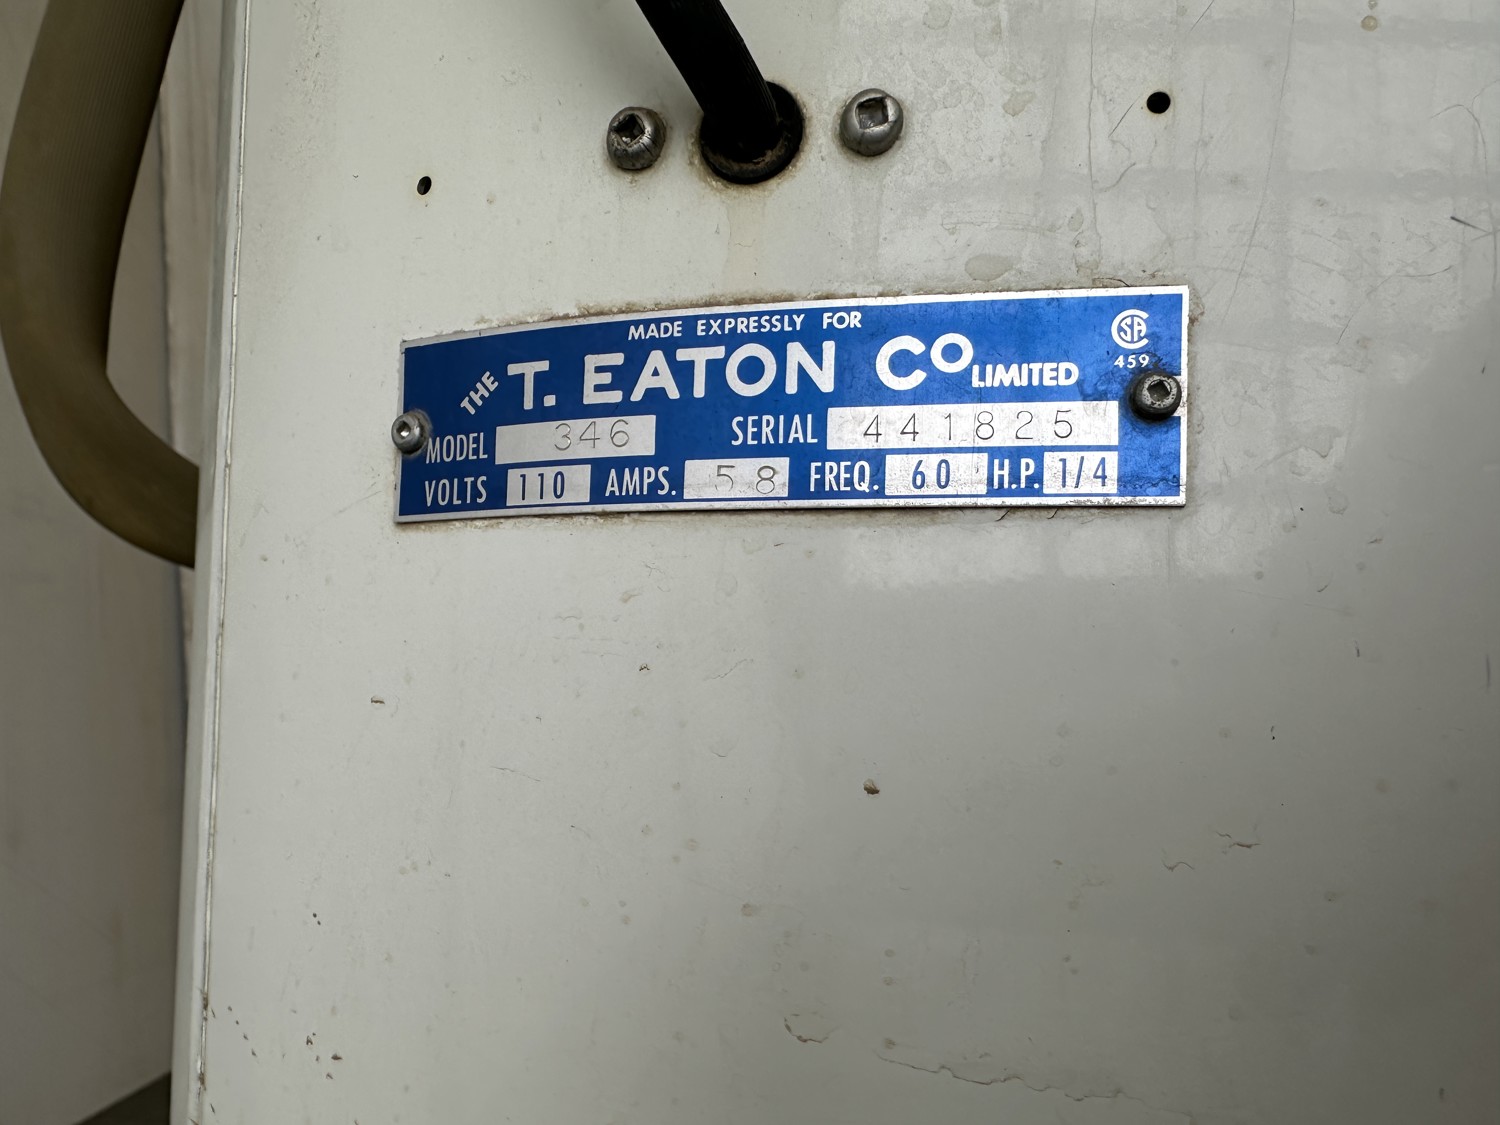 MADE EXPRESSLY FOR
THE T. EATON CO LIMITED
CSA
459
MODEL 346 SERIAL 441825
VOLTS 110 AMPS. 5 8 FREQ. 60 H.P. 1/4